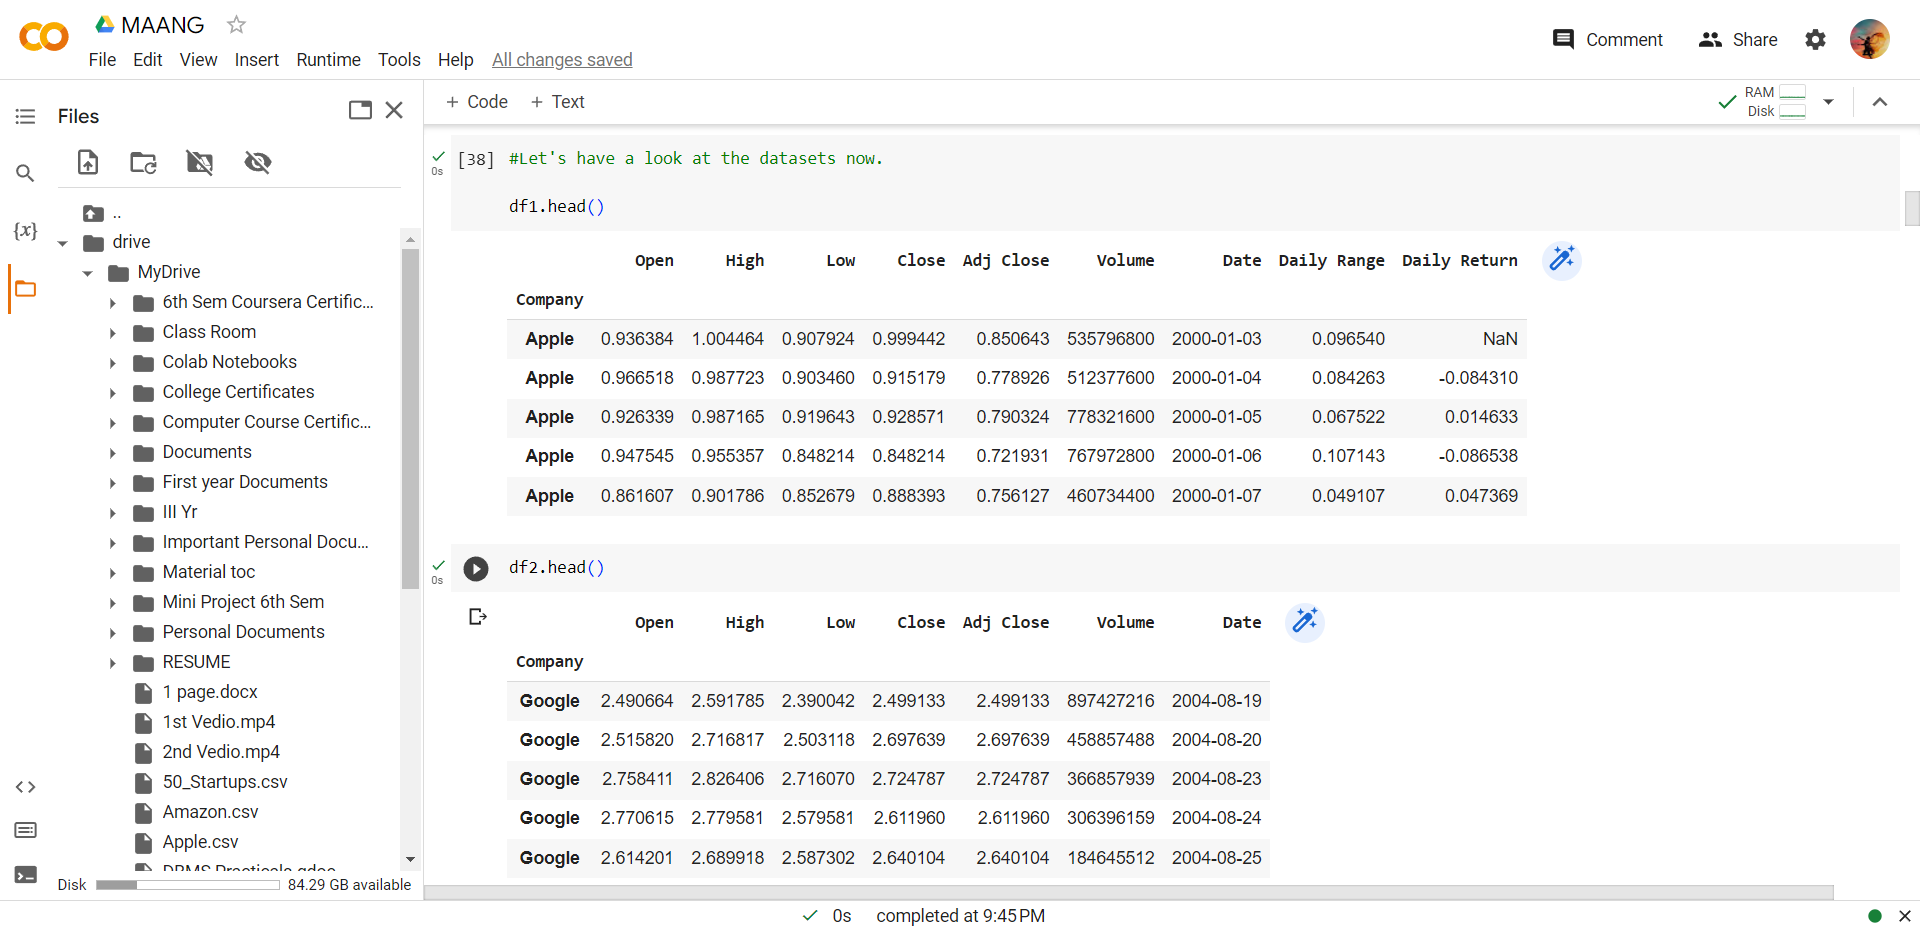 MAANG
File Edit View Insert Runtime Tools Help All changes saved
Comment Share
Files
+ Code + Text
RAM
Disk
..
drive
MyDrive
6th Sem Coursera Certific...
Class Room
Colab Notebooks
College Certificates
Computer Course Certific...
Documents
First year Documents
III Yr
Important Personal Docu...
Material toc
Mini Project 6th Sem
Personal Documents
RESUME
1 page.docx
1st Vedio.mp4
2nd Vedio.mp4
50_Startups.csv
Amazon.csv
Apple.csv
DBMS Practicals.gdoc
Disk 84.29 GB available
{x}
0s
[38] #Let's have a look at the datasets now.
df1.head()
Open High Low Close Adj Close Volume Date Daily Range Daily Return
Company
Apple 0.936384 1.004464 0.907924 0.999442 0.850643 535796800 2000-01-03 0.096540 NaN
Apple 0.966518 0.987723 0.903460 0.915179 0.778926 512377600 2000-01-04 0.084263 -0.084310
Apple 0.926339 0.987165 0.919643 0.928571 0.790324 778321600 2000-01-05 0.067522 0.014633
Apple 0.947545 0.955357 0.848214 0.848214 0.721931 767972800 2000-01-06 0.107143 -0.086538
Apple 0.861607 0.901786 0.852679 0.888393 0.756127 460734400 2000-01-07 0.049107 0.047369
0s
df2.head()
Open High Low Close Adj Close Volume Date
Company
Google 2.490664 2.591785 2.390042 2.499133 2.499133 897427216 2004-08-19
Google 2.515820 2.716817 2.503118 2.697639 2.697639 458857488 2004-08-20
Google 2.758411 2.826406 2.716070 2.724787 2.724787 366857939 2004-08-23
Google 2.770615 2.779581 2.579581 2.611960 2.611960 306396159 2004-08-24
Google 2.614201 2.689918 2.587302 2.640104 2.640104 184645512 2004-08-25
0s completed at 9:45 PM